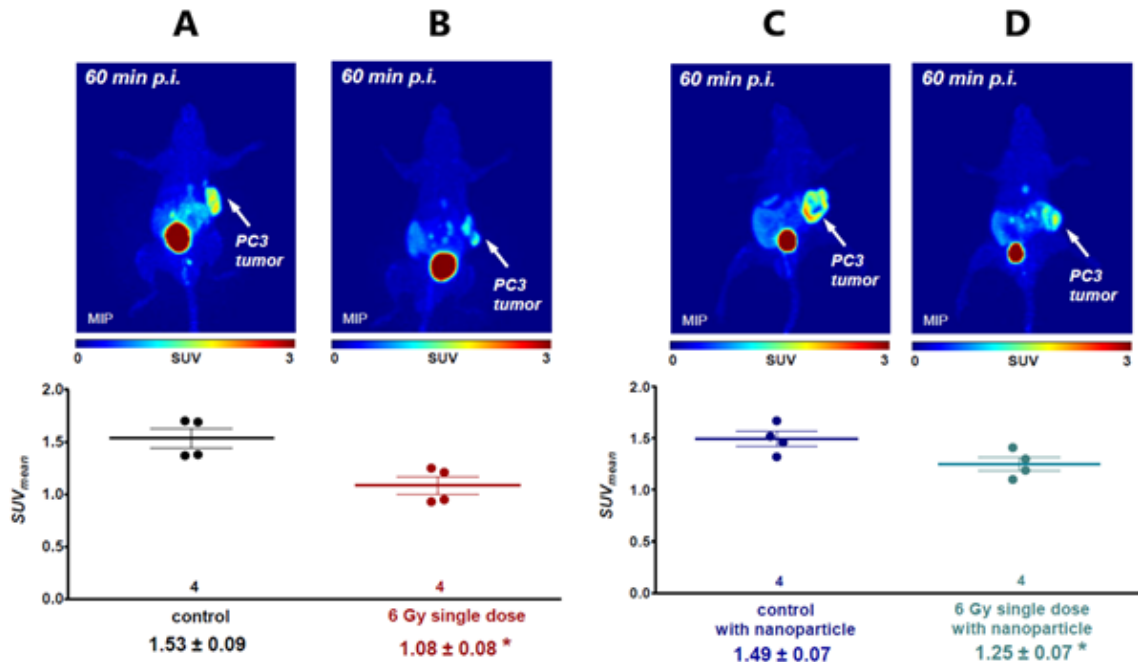 A B C D
60 min p.i. 60 min p.i. 60 min p.i. 60 min p.i.
PC3 tumor PC3 tumor PC3 tumor PC3 tumor
MIP MIP MIP MIP
0 SUV 3 0 SUV 3 0 SUV 3 0 SUV 3
2.0
1.5
1.0
0.5
0.0
SUVmean
4 4
control 6 Gy single dose
1.53 ± 0.09 1.08 ± 0.08 *
2.0
1.5
1.0
0.5
0.0
SUVmean
4 4
control 6 Gy single dose
with nanoparticle with nanoparticle
1.49 ± 0.07 1.25 ± 0.07 *